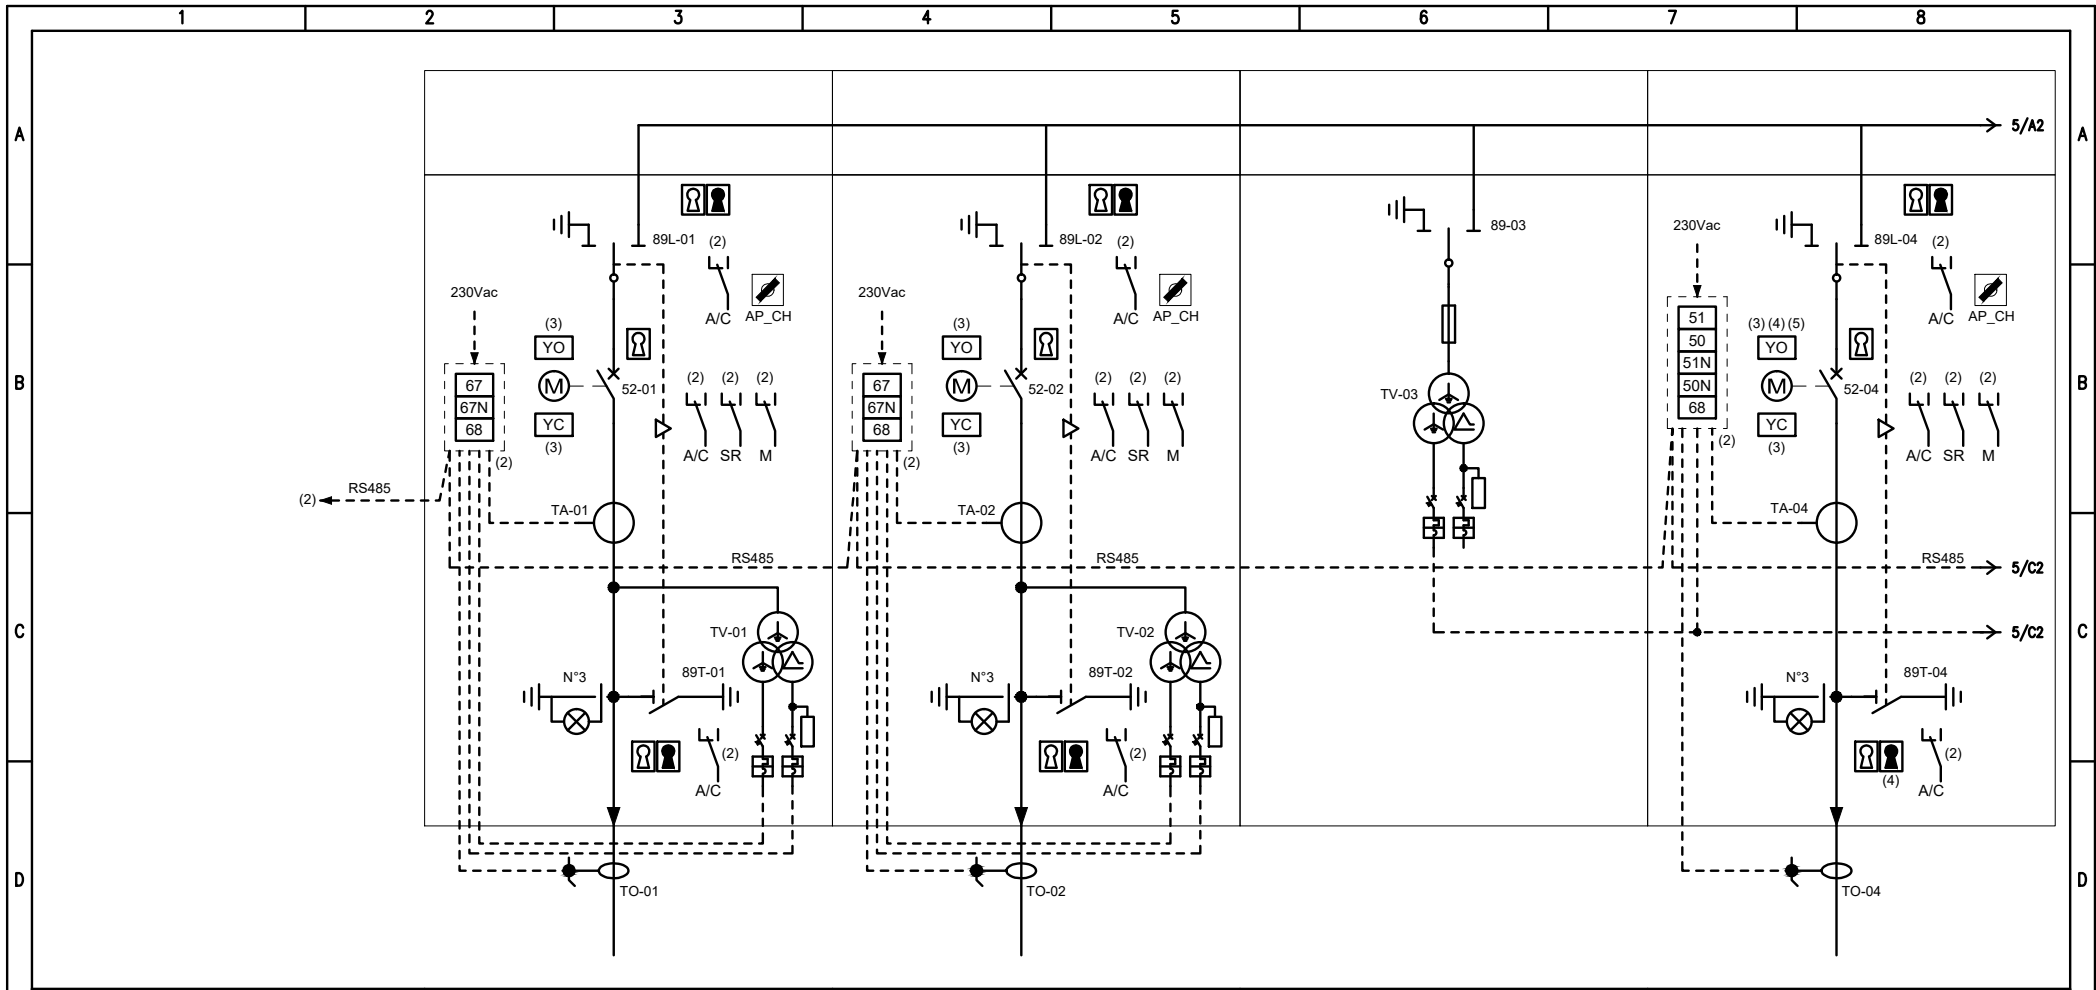 1 2 3 4 5 6 7 8
A 5/A2 A
89L-01 (2) 89L-02 (2) 89-03 230Vac 89L-04 (2)
230Vac (3) A/C AP_CH 230Vac (3) A/C AP_CH 51 (3) (4) (5) A/C AP_CH
YO YO 50 YO
51N
B 67 M 52-01 (2) (2) (2) 67 M 52-02 (2) (2) (2) TV-03 50N M 52-04 (2) (2) (2) B
67N 67N 68
68 YC 68 YC YC
(2) (3) A/C SR M (2) (3) A/C SR M (2) (3) A/C SR M
(2) RS485
TA-01 TA-02 TA-04
RS485 RS485 RS485 5/C2
C TV-01 TV-02 5/C2 C
N°3 89T-01 N°3 89T-02 N°3 89T-04
(2) (2) (2)
A/C A/C (4) A/C
D D
TO-01 TO-02 TO-04